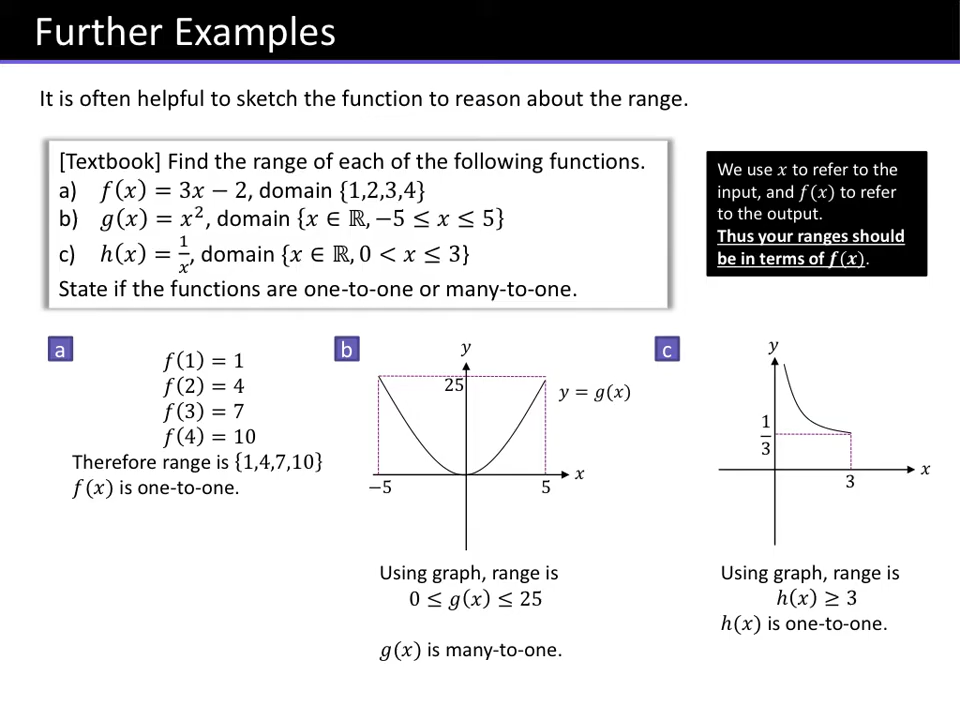 Further Examples
It is often helpful to sketch the function to reason about the range.
[Textbook] Find the range of each of the following functions.
a) f(x) = 3x − 2, domain {1,2,3,4}
b) g(x) = x², domain {x ∈ ℝ, −5 ≤ x ≤ 5}
c) h(x) = 1/x, domain {x ∈ ℝ, 0 < x ≤ 3}
State if the functions are one-to-one or many-to-one.
We use x to refer to the
input, and f(x) to refer
to the output.
Thus your ranges should
be in terms of f(x).
a
f(1) = 1
f(2) = 4
f(3) = 7
f(4) = 10
Therefore range is {1,4,7,10}
f(x) is one-to-one.
b
y
25
y = g(x)
x
−5
5
Using graph, range is
0 ≤ g(x) ≤ 25
g(x) is many-to-one.
c
y
1/3
x
3
Using graph, range is
h(x) ≥ 3
h(x) is one-to-one.